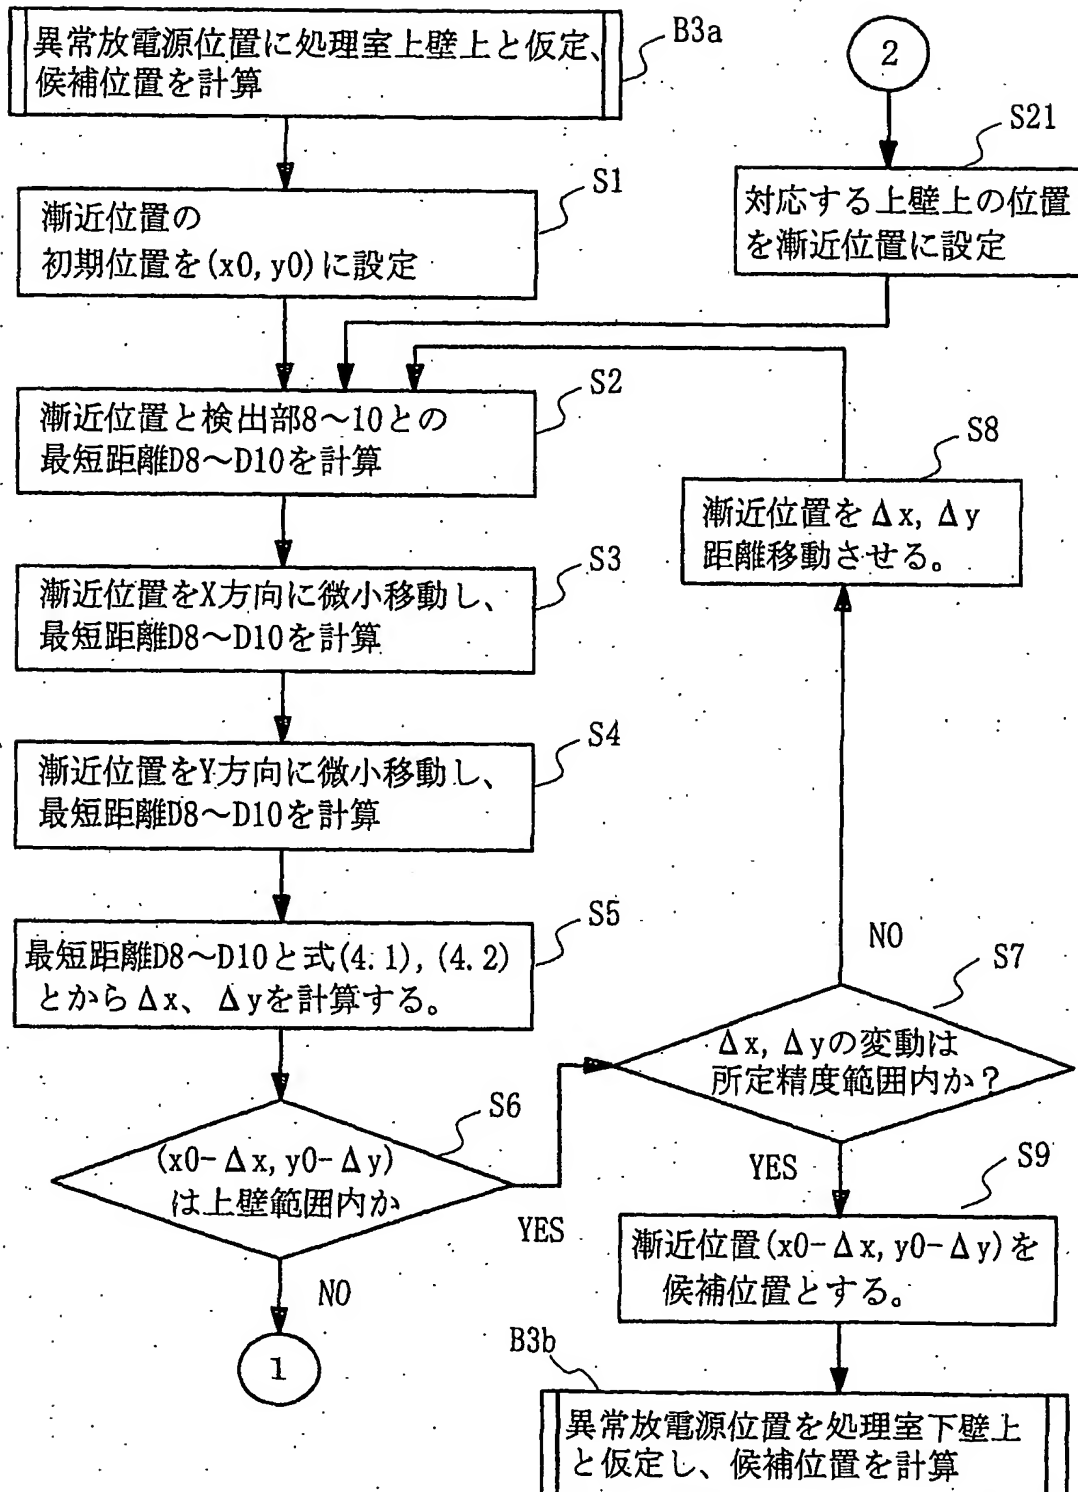 異常放電源位置に処理室上壁上と仮定、
候補位置を計算
B3a
2
S21
対応する上壁上の位置
を漸近位置に設定
S1
漸近位置の
初期位置を(x0, y0)に設定
S2
漸近位置と検出部8～10との
最短距離D8～D10を計算
S8
漸近位置をΔx, Δy
距離移動させる。
S3
漸近位置をX方向に微小移動し、
最短距離D8～D10を計算
S4
漸近位置をY方向に微小移動し、
最短距離D8～D10を計算
S5
最短距離D8～D10と式(4.1), (4.2)
とからΔx、Δyを計算する。
NO
S7
Δx, Δyの変動は
所定精度範囲内か?
S6
(x0-Δx, y0-Δy)
は上壁範囲内か
YES
NO
1
YES
S9
漸近位置(x0-Δx, y0-Δy)を
候補位置とする。
B3b
異常放電源位置を処理室下壁上
と仮定し、候補位置を計算